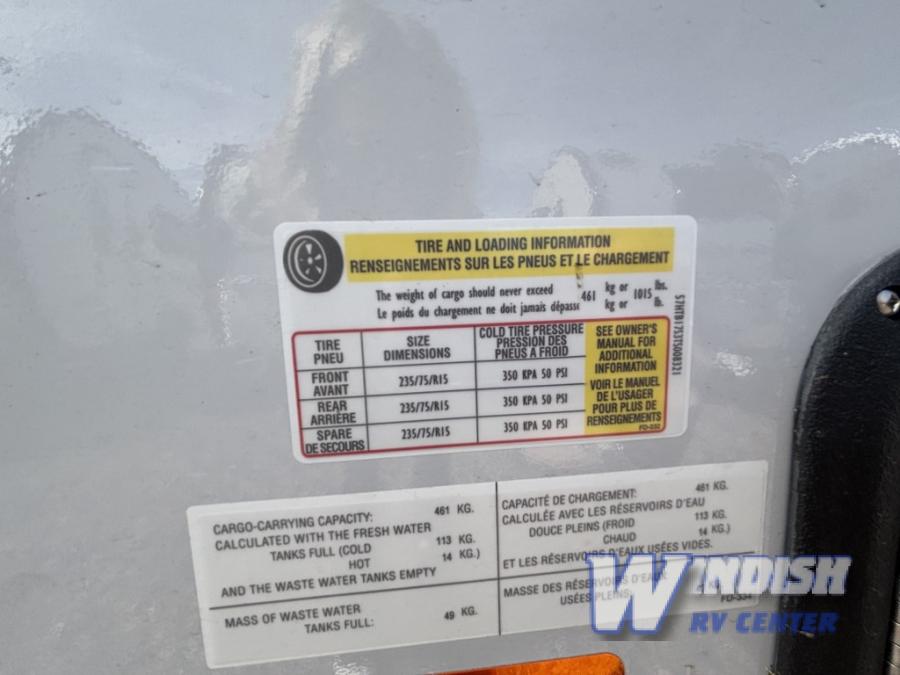 TIRE AND LOADING INFORMATION
RENSEIGNEMENTS SUR LES PNEUS ET LE CHARGEMENT
The weight of cargo should never exceed 461 kg or 1015 lbs.
Le poids du chargement ne doit jamais dépasse kg or lb.
TIRE PNEU
SIZE DIMENSIONS
COLD TIRE PRESSURE PRESSION DES PNEUS À FROID
FRONT AVANT 235/75/R15 350 KPA 50 PSI
REAR ARRIÈRE 235/75/R15 350 KPA 50 PSI
SPARE DE SECOURS 235/75/R15 350 KPA 50 PSI
SEE OWNER'S
MANUAL FOR
ADDITIONAL
INFORMATION
VOIR LE MANUEL
DE L'USAGER
POUR PLUS DE
RENSEIGNEMENTS
FD-532
CARGO-CARRYING CAPACITY: 461 KG.
CALCULATED WITH THE FRESH WATER
TANKS FULL (COLD 113 KG.
HOT 14 KG.)
AND THE WASTE WATER TANKS EMPTY
MASS OF WASTE WATER
TANKS FULL: 49 KG.
CAPACITÉ DE CHARGEMENT: 461 KG.
CALCULÉE AVEC LES RÉSERVOIRS D'EAU
DOUCE PLEINS (FROID 113 KG.
CHAUD 14 KG.)
ET LES RÉSERVOIRS D'EAUX USÉES VIDES.
MASSE DES RÉSERVOIRS D'EAUX
USÉES PLEINS: KG.
FD-534
WINDISH
RV CENTER